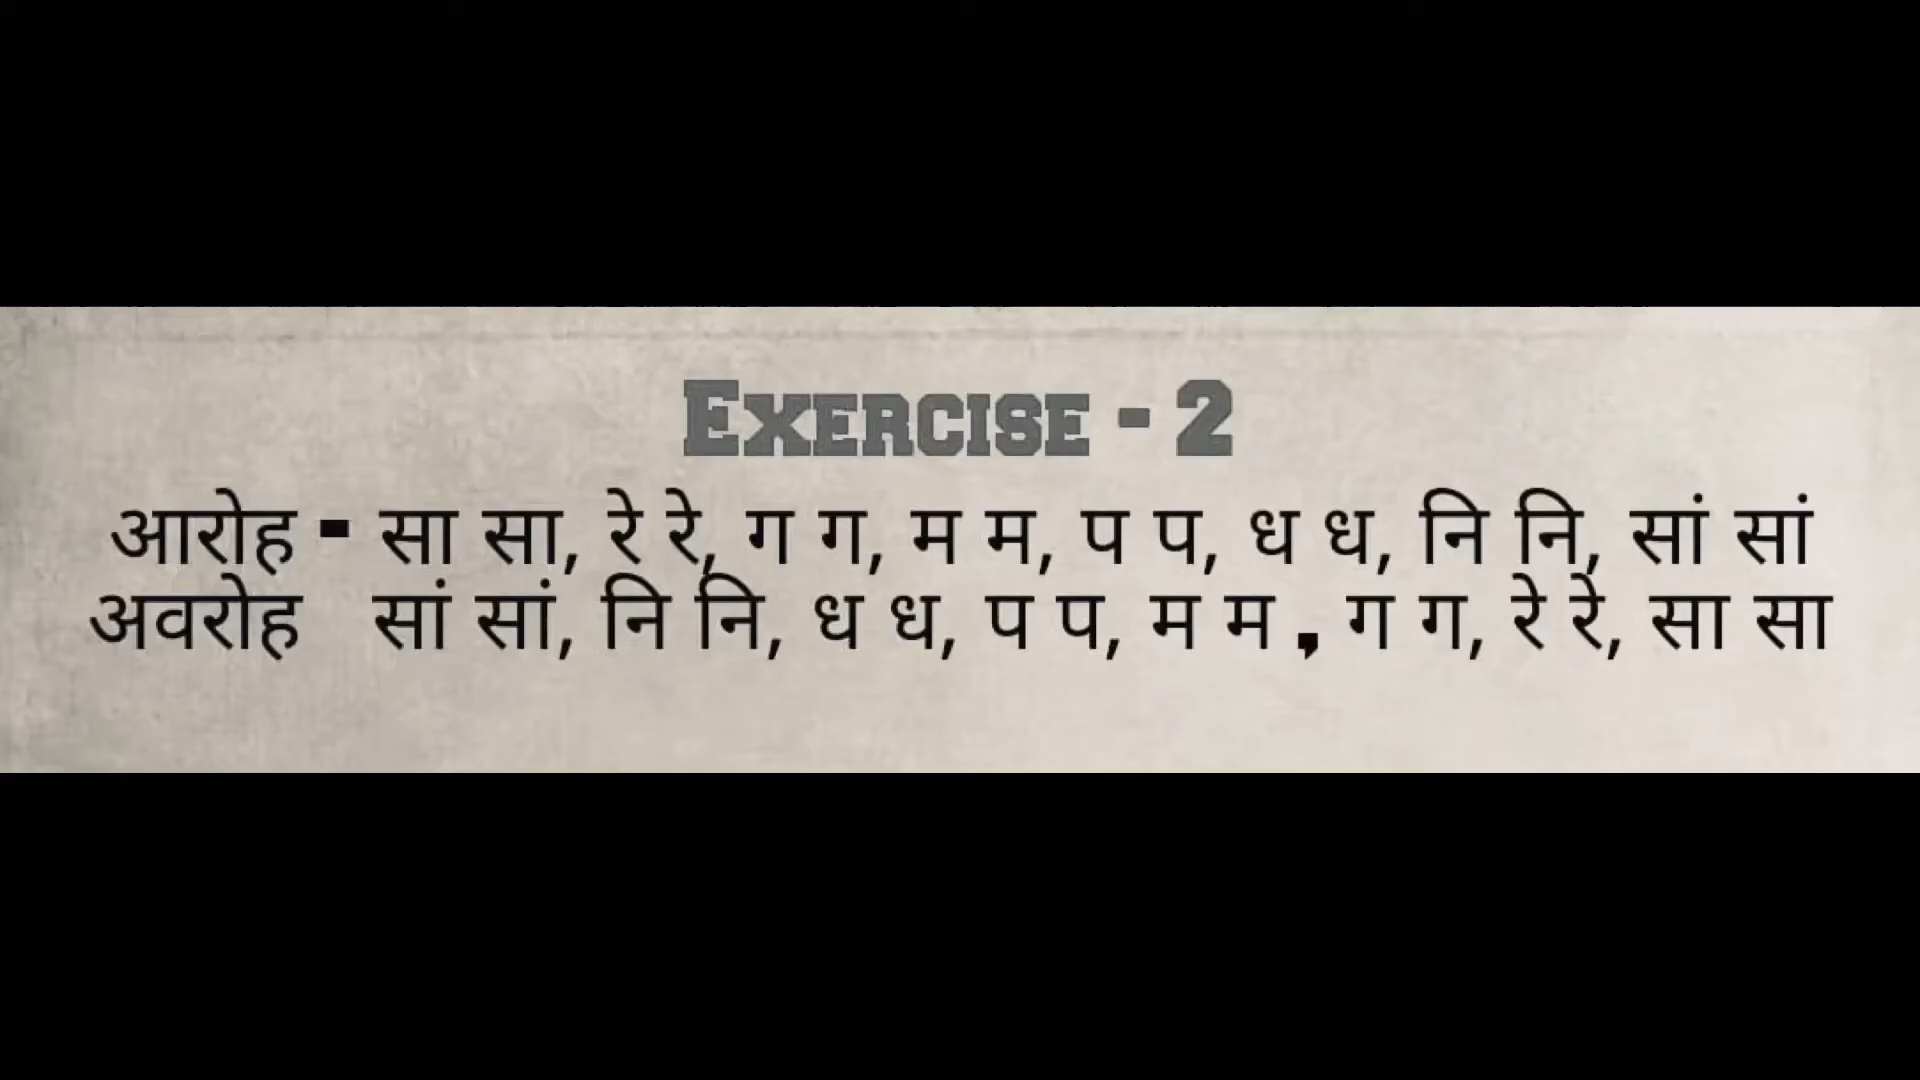 EXERCISE - 2
आरोह - सा सा, रे रे, ग ग, म म, प प, ध ध, नि नि, सां सां
अवरोह सां सां, नि नि, ध ध, प प, म म , ग ग, रे रे, सा सा